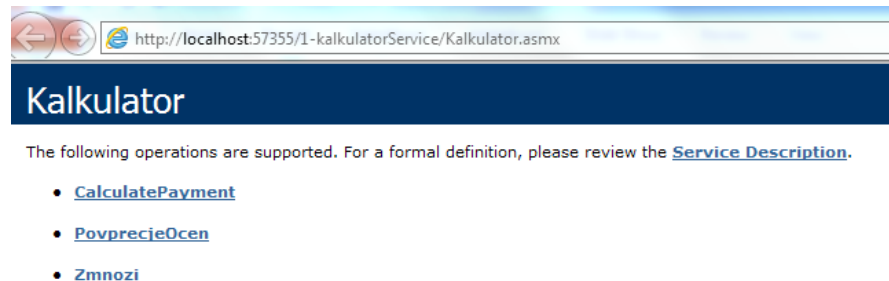 http://localhost:57355/1-kalkulatorService/Kalkulator.asmx
Kalkulator
The following operations are supported. For a formal definition, please review the Service Description.
CalculatePayment
PovprecjeOcen
Zmnozi